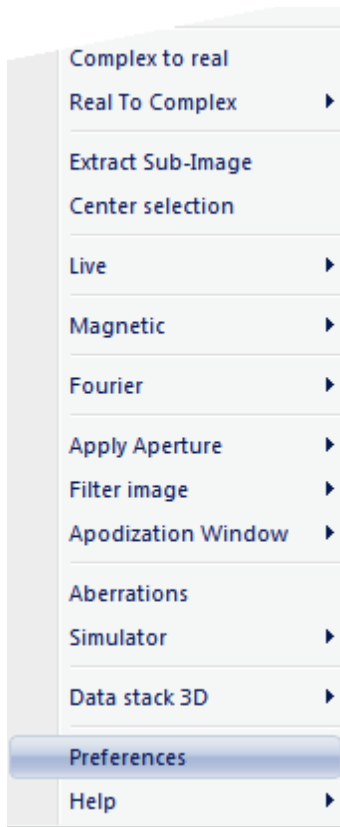 Complex to real
Real To Complex
Extract Sub-Image
Center selection
Live
Magnetic
Fourier
Apply Aperture
Filter image
Apodization Window
Aberrations
Simulator
Data stack 3D
Preferences
Help